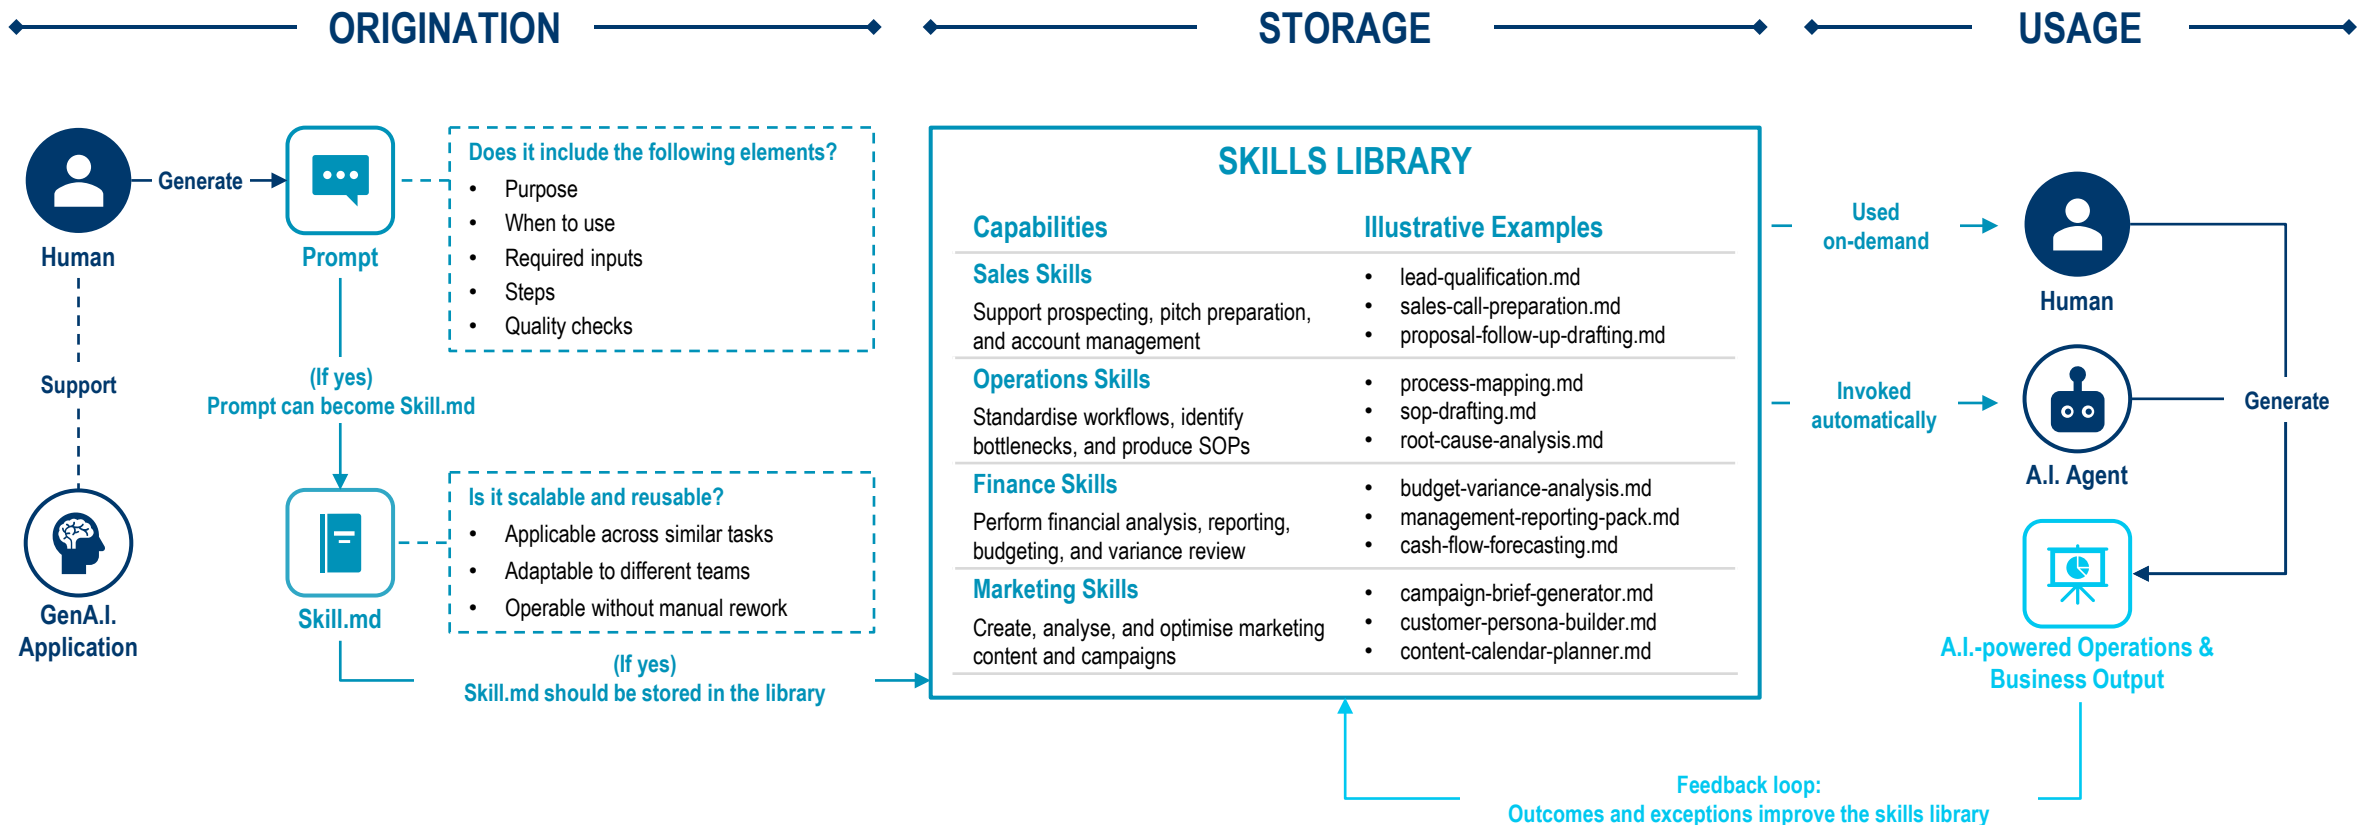 ORIGINATION
STORAGE
USAGE
Human
Generate
Prompt
Does it include the following elements?
• Purpose
• When to use
• Required inputs
• Steps
• Quality checks
Support
(If yes)
Prompt can become Skill.md
GenA.I.
Application
Skill.md
Is it scalable and reusable?
• Applicable across similar tasks
• Adaptable to different teams
• Operable without manual rework
(If yes)
Skill.md should be stored in the library
SKILLS LIBRARY
Capabilities
Illustrative Examples
Sales Skills
Support prospecting, pitch preparation,
and account management
• lead-qualification.md
• sales-call-preparation.md
• proposal-follow-up-drafting.md
Operations Skills
Standardise workflows, identify
bottlenecks, and produce SOPs
• process-mapping.md
• sop-drafting.md
• root-cause-analysis.md
Finance Skills
Perform financial analysis, reporting,
budgeting, and variance review
• budget-variance-analysis.md
• management-reporting-pack.md
• cash-flow-forecasting.md
Marketing Skills
Create, analyse, and optimise marketing
content and campaigns
• campaign-brief-generator.md
• customer-persona-builder.md
• content-calendar-planner.md
Used
on-demand
Human
Invoked
automatically
A.I. Agent
Generate
A.I.-powered Operations &
Business Output
Feedback loop:
Outcomes and exceptions improve the skills library